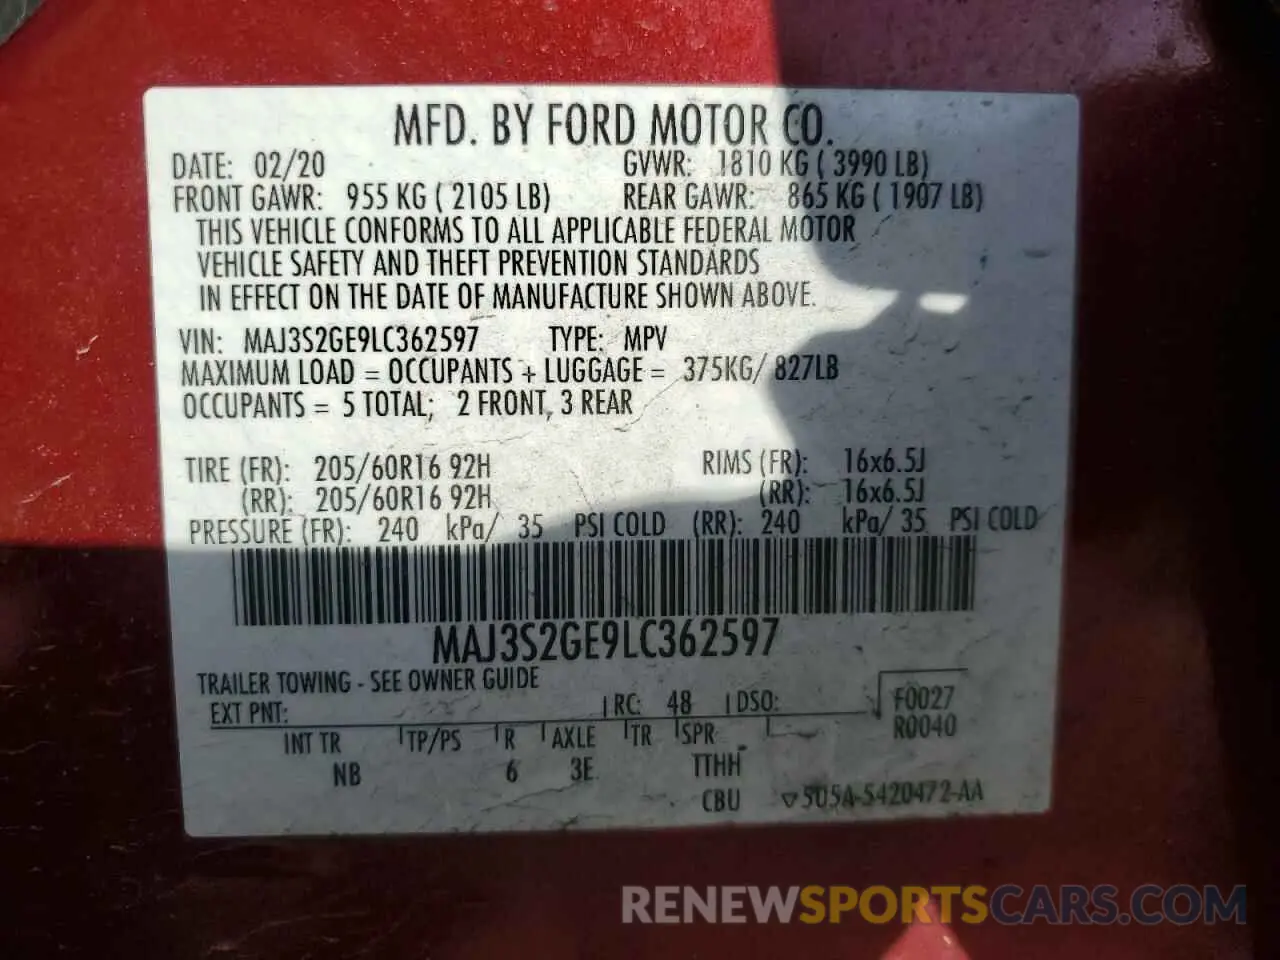 MFD. BY FORD MOTOR CO.
DATE: 02/20 GVWR: 1810 KG ( 3990 LB)
FRONT GAWR: 955 KG ( 2105 LB) REAR GAWR: 865 KG ( 1907 LB)
THIS VEHICLE CONFORMS TO ALL APPLICABLE FEDERAL MOTOR
VEHICLE SAFETY AND THEFT PREVENTION STANDARDS
IN EFFECT ON THE DATE OF MANUFACTURE SHOWN ABOVE.
VIN: MAJ3S2GE9LC362597 TYPE: MPV
MAXIMUM LOAD = OCCUPANTS + LUGGAGE = 375KG/ 827LB
OCCUPANTS = 5 TOTAL; 2 FRONT, 3 REAR
TIRE (FR): 205/60R16 92H RIMS (FR): 16x6.5J
(RR): 205/60R16 92H (RR): 16x6.5J
PRESSURE (FR): 240 kPa/ 35 PSI COLD (RR): 240 kPa/ 35 PSI COLD
MAJ3S2GE9LC362597
TRAILER TOWING - SEE OWNER GUIDE
EXT PNT: RC: 48 DSO: F0027
R0040
INT TR TP/PS R AXLE TR SPR
NB 6 3E TTHH
CBU 5U5A-5420472-AA
RENEWSPORTSCARS.COM